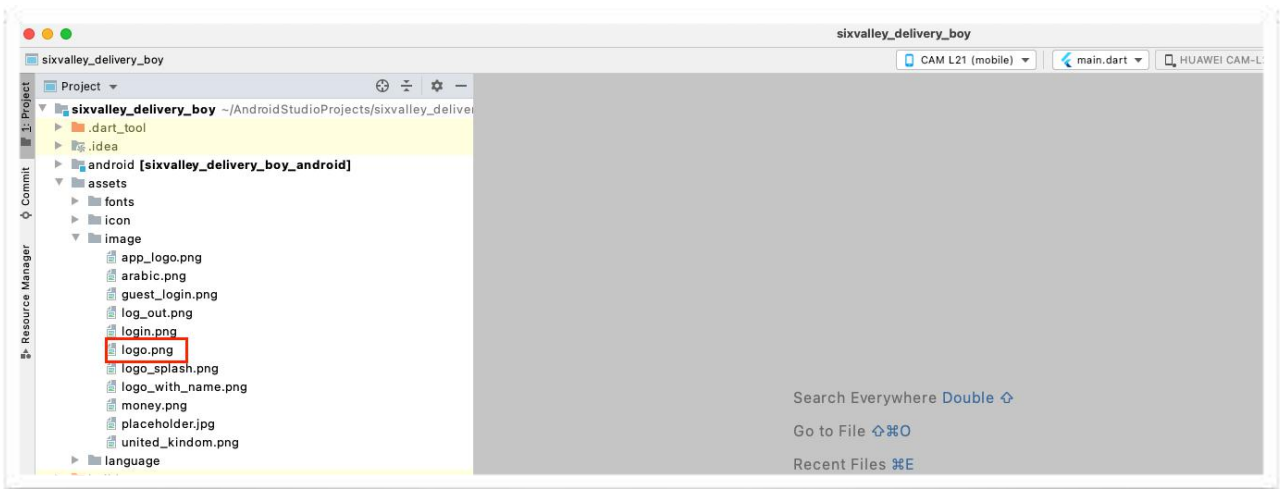 sixvalley_delivery_boy
sixvalley_delivery_boy
CAM L21 (mobile)
main.dart
HUAWEI CAM-L
1: Project
Commit
Resource Manager
Project
sixvalley_delivery_boy ~/AndroidStudioProjects/sixvalley_deliver
.dart_tool
.idea
android [sixvalley_delivery_boy_android]
assets
fonts
icon
image
app_logo.png
arabic.png
guest_login.png
log_out.png
login.png
logo.png
logo_splash.png
logo_with_name.png
money.png
placeholder.jpg
united_kindom.png
language
Search Everywhere Double ⇧
Go to File ⇧⌘O
Recent Files ⌘E